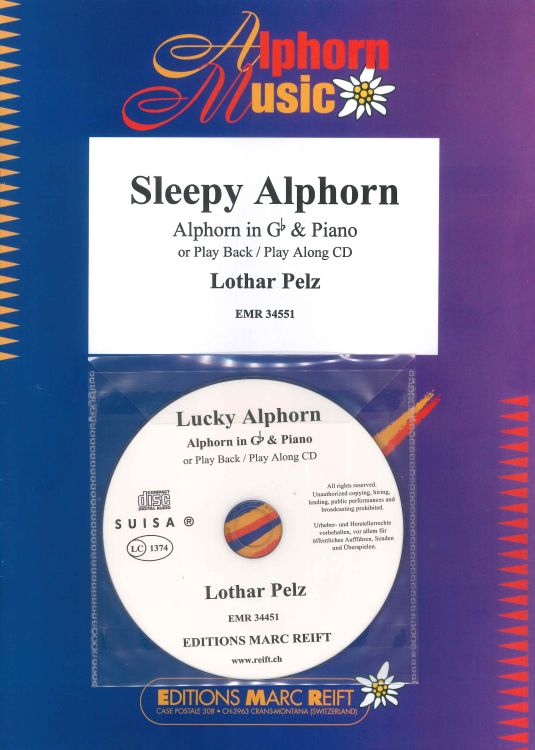 Alphorn
Music
Sleepy Alphorn
Alphorn in G♭ & Piano
or Play Back / Play Along CD
Lothar Pelz
EMR 34551
Lucky Alphorn
Alphorn in G♭ & Piano
or Play Back / Play Along CD
COMPACT
disc
DIGITAL AUDIO
SUISA ®
LC 1374
All rights reserved.
Unauthorized copying, hiring,
lending, public performances and
broadcasting prohibited.
Urheber- und Herstellerrechte
vorbehalten, vor allem für
öffentliches Aufführen, Senden
und Überspielen.
Lothar Pelz
EMR 34451
EDITIONS MARC REIFT
www.reift.ch
EDITIONS MARC REIFT
CASE POSTALE 308 • CH-3963 CRANS-MONTANA (SWITZERLAND)